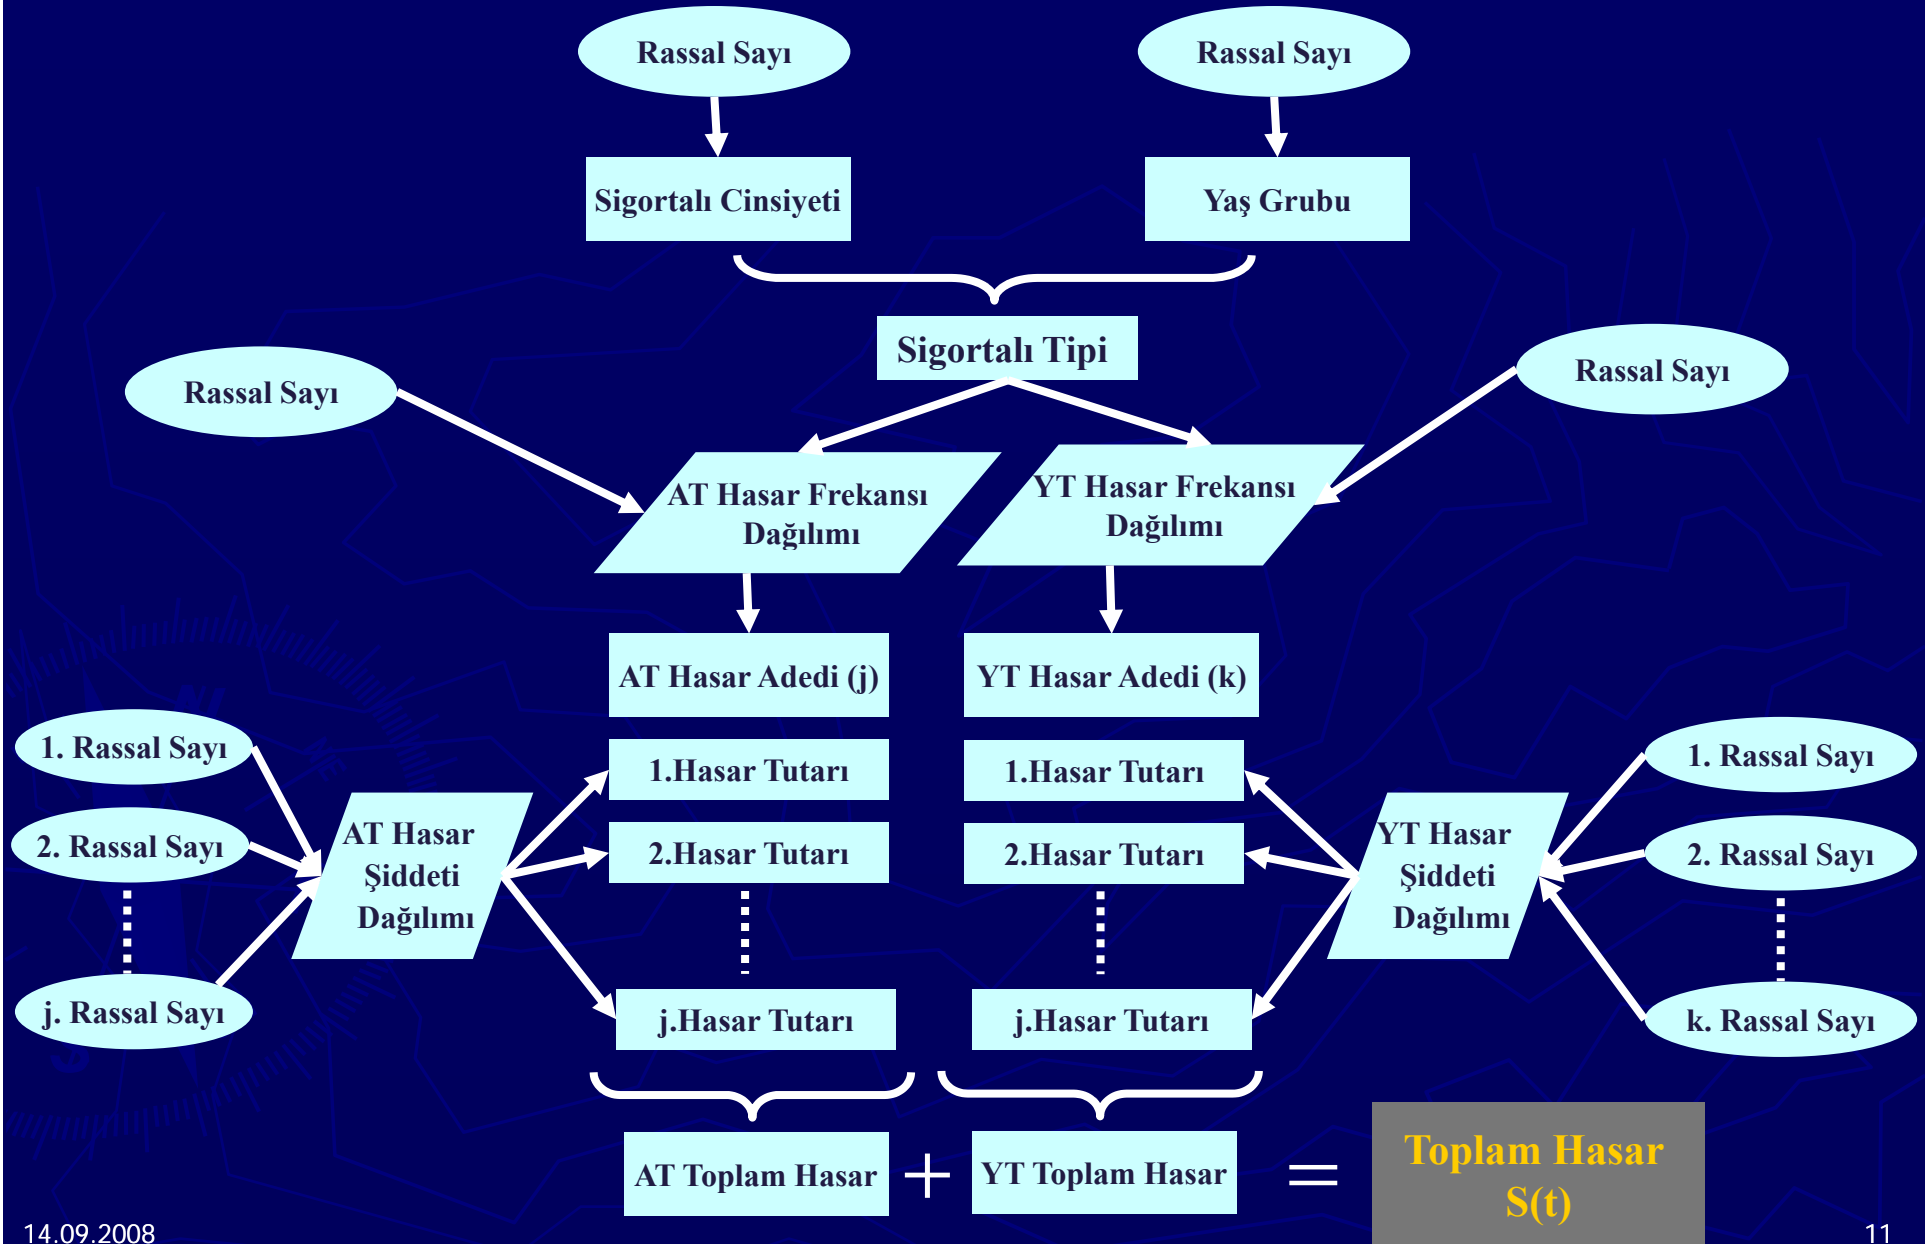 Rassal Sayı
Rassal Sayı
Sigortalı Cinsiyeti
Yaş Grubu
Sigortalı Tipi
Rassal Sayı
Rassal Sayı
AT Hasar Frekansı
Dağılımı
YT Hasar Frekansı
Dağılımı
AT Hasar Adedi (j)
YT Hasar Adedi (k)
1. Rassal Sayı
2. Rassal Sayı
j. Rassal Sayı
AT Hasar
Şiddeti
Dağılımı
1.Hasar Tutarı
2.Hasar Tutarı
j.Hasar Tutarı
1.Hasar Tutarı
2.Hasar Tutarı
j.Hasar Tutarı
YT Hasar
Şiddeti
Dağılımı
1. Rassal Sayı
2. Rassal Sayı
k. Rassal Sayı
AT Toplam Hasar
+
YT Toplam Hasar
=
Toplam Hasar
S(t)
14.09.2008
11